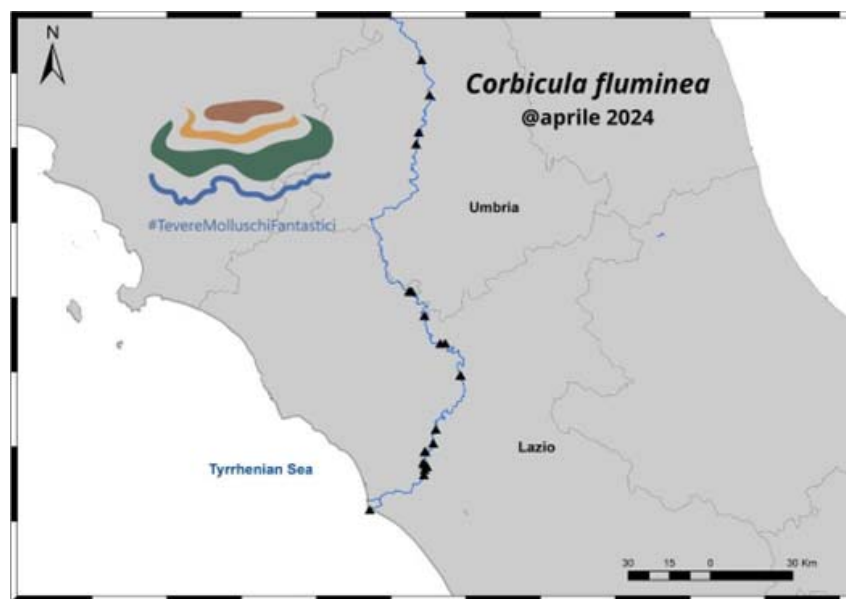 N
Corbicula fluminea
@aprile 2024
#TevereMolluschiFantastici
Umbria
Lazio
Tyrrhenian Sea
30 15 0 30 Km